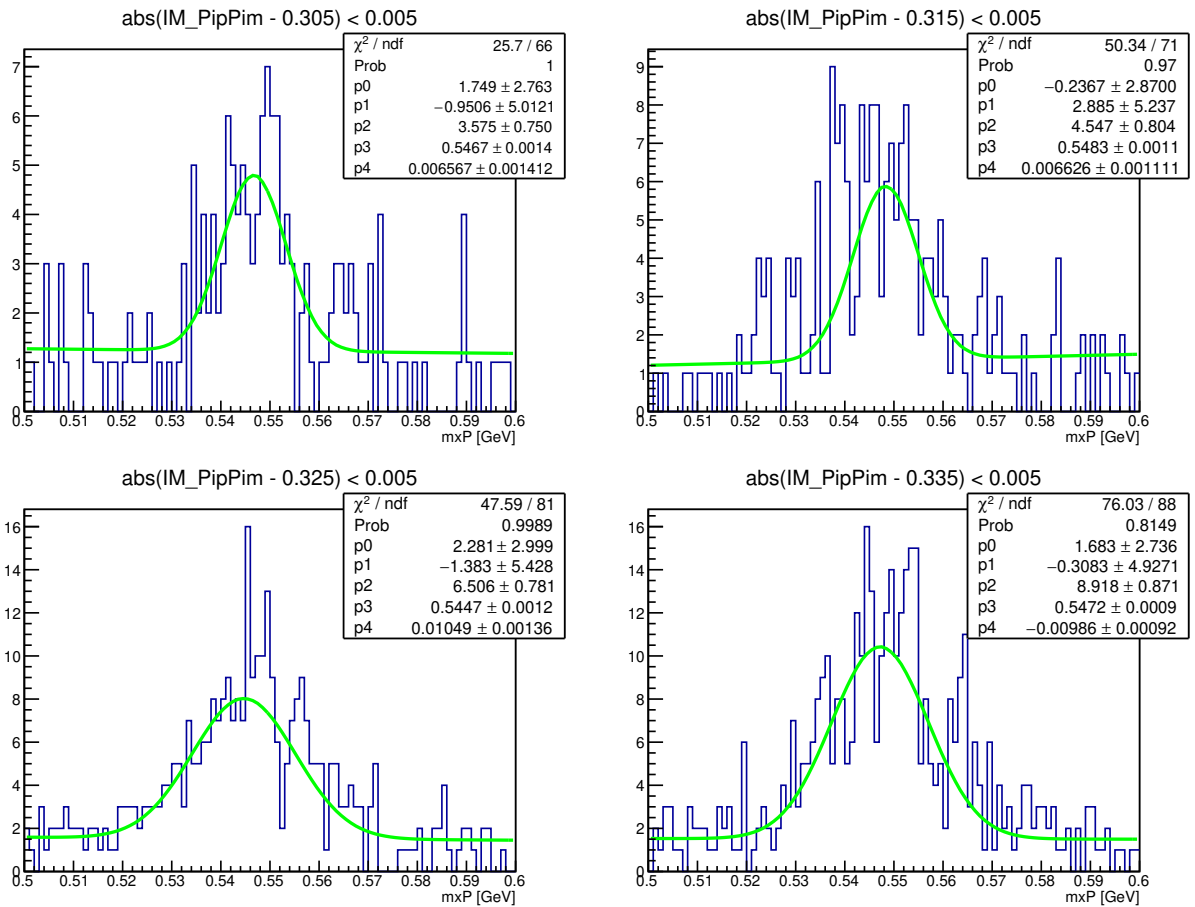 abs(IM_PipPim - 0.305) < 0.005
χ² / ndf 25.7 / 66
Prob 1
p0 1.749 ± 2.763
p1 −0.9506 ± 5.0121
p2 3.575 ± 0.750
p3 0.5467 ± 0.0014
p4 0.006567 ± 0.001412
7
6
5
4
3
2
1
0
0.5 0.51 0.52 0.53 0.54 0.55 0.56 0.57 0.58 0.59 0.6
mxP [GeV]
abs(IM_PipPim - 0.315) < 0.005
χ² / ndf 50.34 / 71
Prob 0.97
p0 −0.2367 ± 2.8700
p1 2.885 ± 5.237
p2 4.547 ± 0.804
p3 0.5483 ± 0.0011
p4 0.006626 ± 0.001111
9
8
7
6
5
4
3
2
1
0
0.5 0.51 0.52 0.53 0.54 0.55 0.56 0.57 0.58 0.59 0.6
mxP [GeV]
abs(IM_PipPim - 0.325) < 0.005
χ² / ndf 47.59 / 81
Prob 0.9989
p0 2.281 ± 2.999
p1 −1.383 ± 5.428
p2 6.506 ± 0.781
p3 0.5447 ± 0.0012
p4 0.01049 ± 0.00136
16
14
12
10
8
6
4
2
0
0.5 0.51 0.52 0.53 0.54 0.55 0.56 0.57 0.58 0.59 0.6
mxP [GeV]
abs(IM_PipPim - 0.335) < 0.005
χ² / ndf 76.03 / 88
Prob 0.8149
p0 1.683 ± 2.736
p1 −0.3083 ± 4.9271
p2 8.918 ± 0.871
p3 0.5472 ± 0.0009
p4 −0.00986 ± 0.00092
16
14
12
10
8
6
4
2
0
0.5 0.51 0.52 0.53 0.54 0.55 0.56 0.57 0.58 0.59 0.6
mxP [GeV]